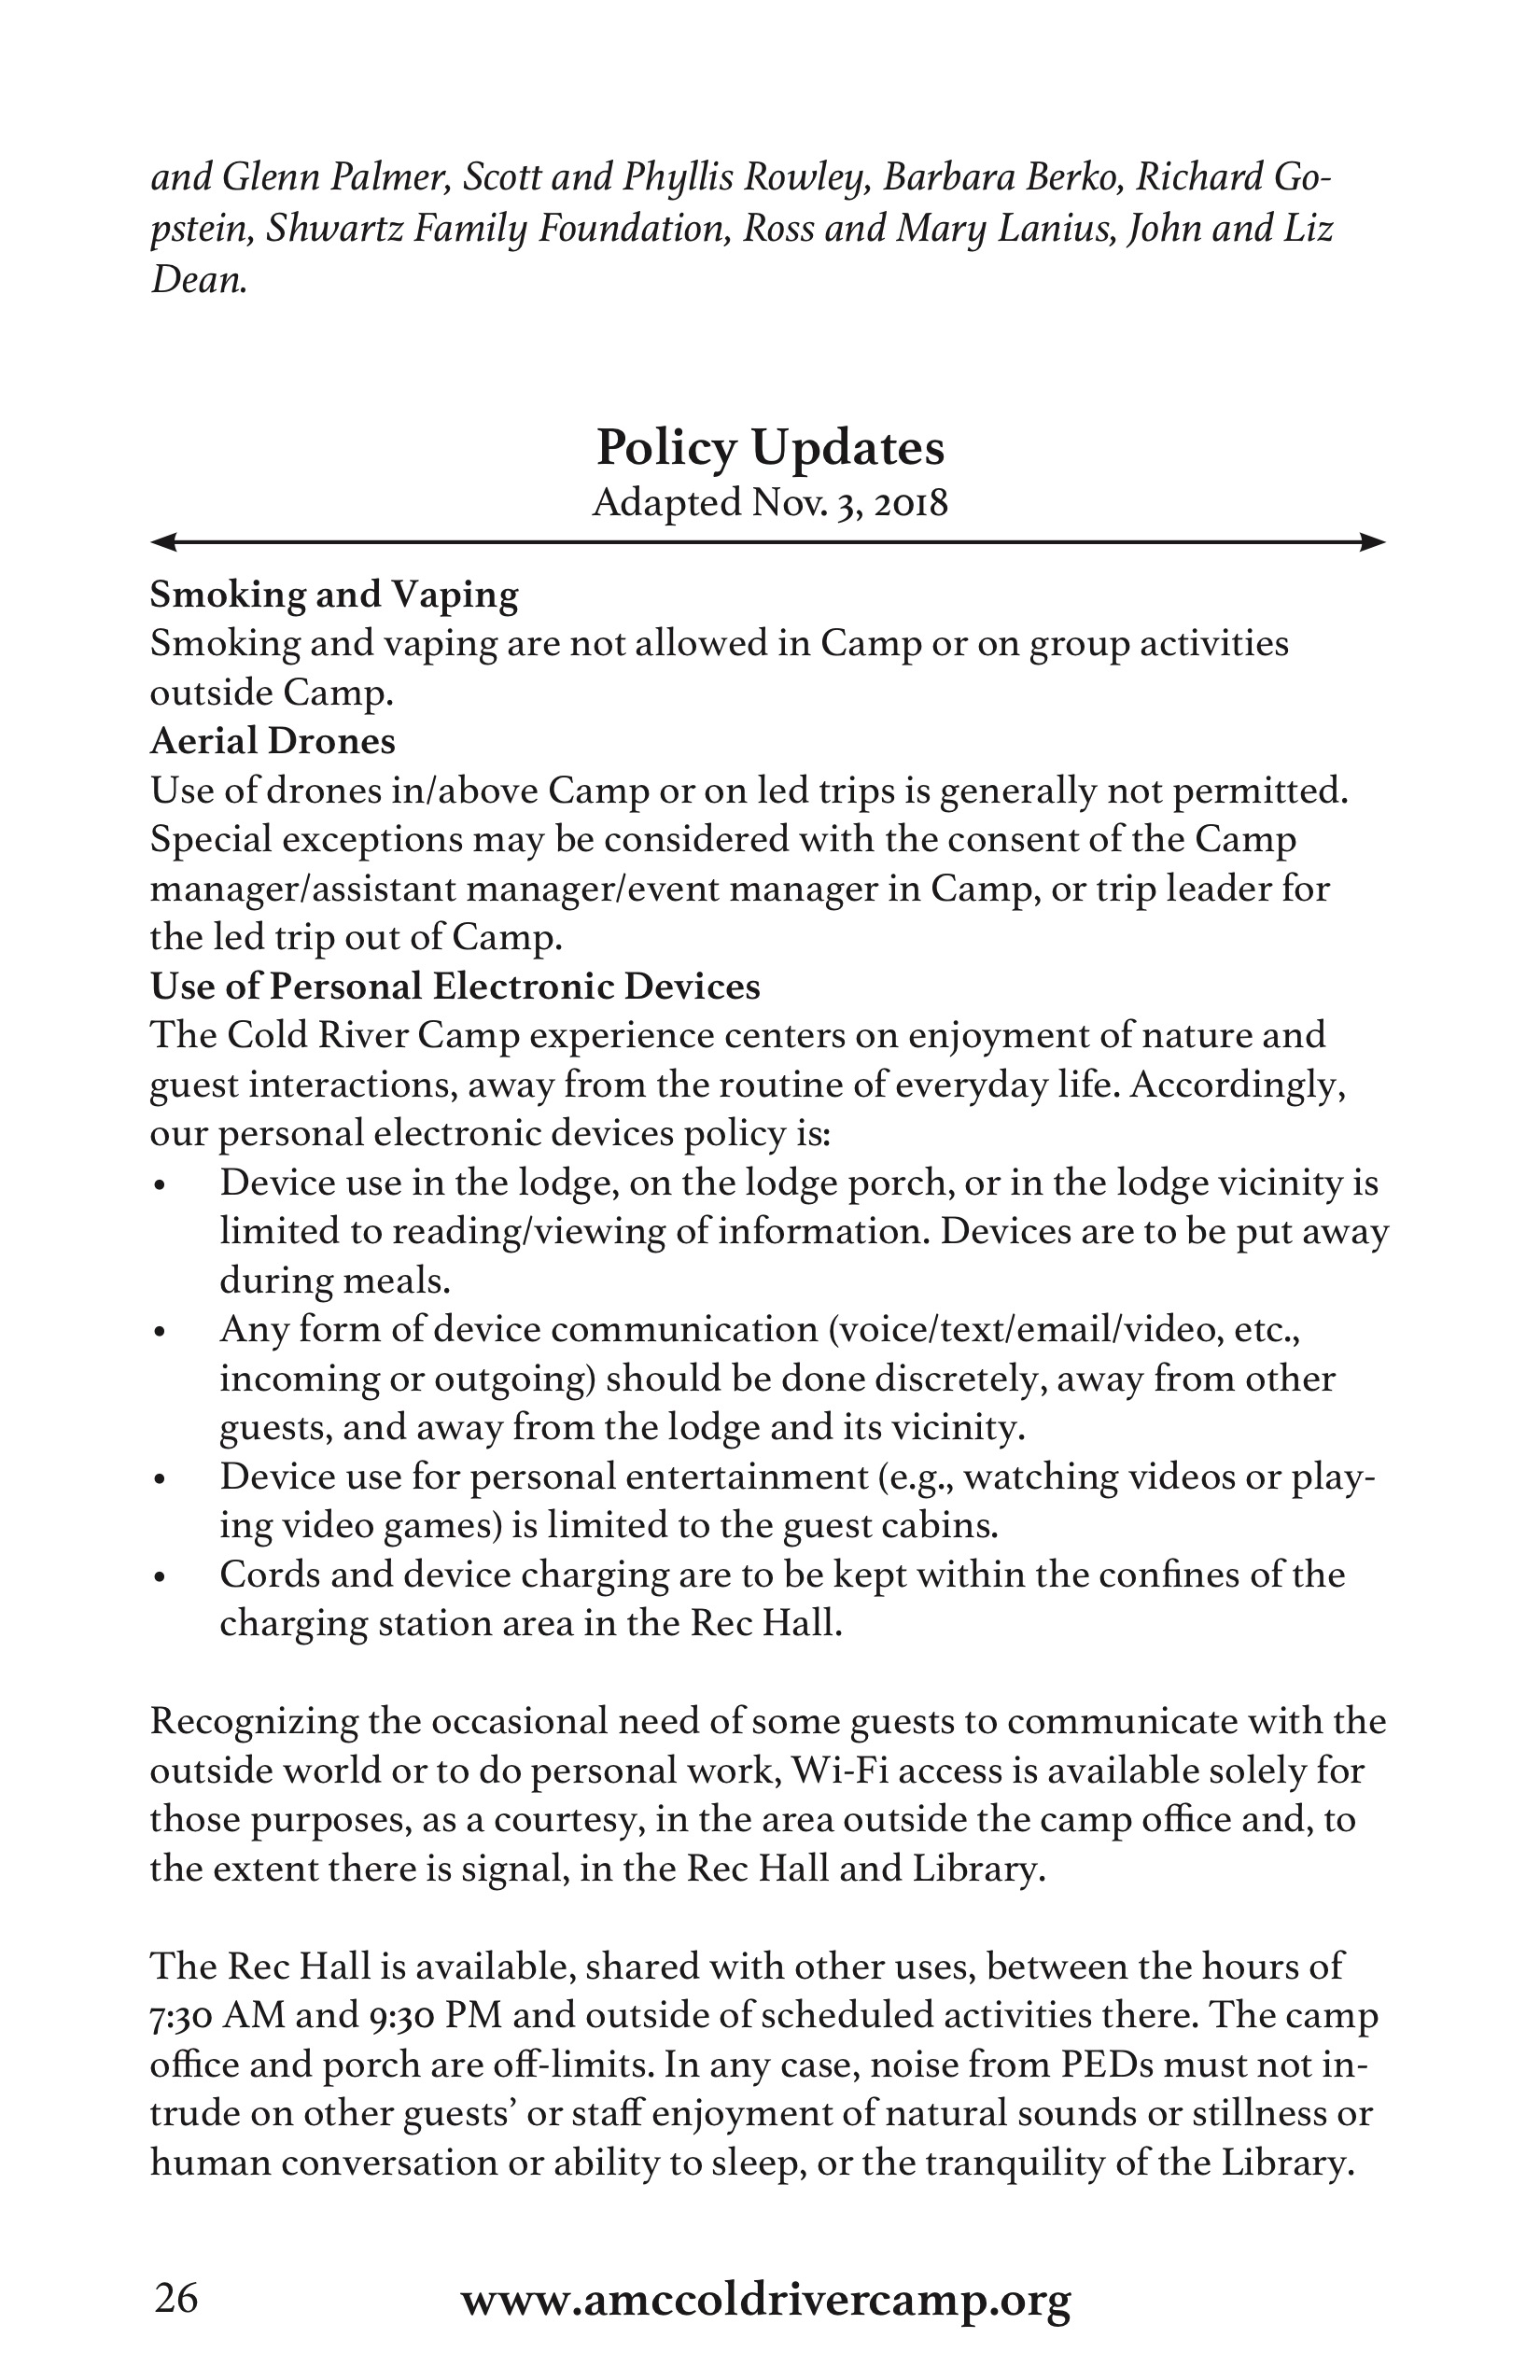 and Glenn Palmer, Scott and Phyllis Rowley, Barbara Berko, Richard Go-
pstein, Shwartz Family Foundation, Ross and Mary Lanius, John and Liz
Dean.
Policy Updates
Adapted Nov. 3, 2018
Smoking and Vaping
Smoking and vaping are not allowed in Camp or on group activities
outside Camp.
Aerial Drones
Use of drones in/above Camp or on led trips is generally not permitted.
Special exceptions may be considered with the consent of the Camp
manager/assistant manager/event manager in Camp, or trip leader for
the led trip out of Camp.
Use of Personal Electronic Devices
The Cold River Camp experience centers on enjoyment of nature and
guest interactions, away from the routine of everyday life. Accordingly,
our personal electronic devices policy is:
• Device use in the lodge, on the lodge porch, or in the lodge vicinity is
limited to reading/viewing of information. Devices are to be put away
during meals.
• Any form of device communication (voice/text/email/video, etc.,
incoming or outgoing) should be done discretely, away from other
guests, and away from the lodge and its vicinity.
• Device use for personal entertainment (e.g., watching videos or play-
ing video games) is limited to the guest cabins.
• Cords and device charging are to be kept within the confines of the
charging station area in the Rec Hall.
Recognizing the occasional need of some guests to communicate with the
outside world or to do personal work, Wi-Fi access is available solely for
those purposes, as a courtesy, in the area outside the camp office and, to
the extent there is signal, in the Rec Hall and Library.
The Rec Hall is available, shared with other uses, between the hours of
7:30 AM and 9:30 PM and outside of scheduled activities there. The camp
office and porch are off-limits. In any case, noise from PEDs must not in-
trude on other guests’ or staff enjoyment of natural sounds or stillness or
human conversation or ability to sleep, or the tranquility of the Library.
26 www.amccoldrivercamp.org